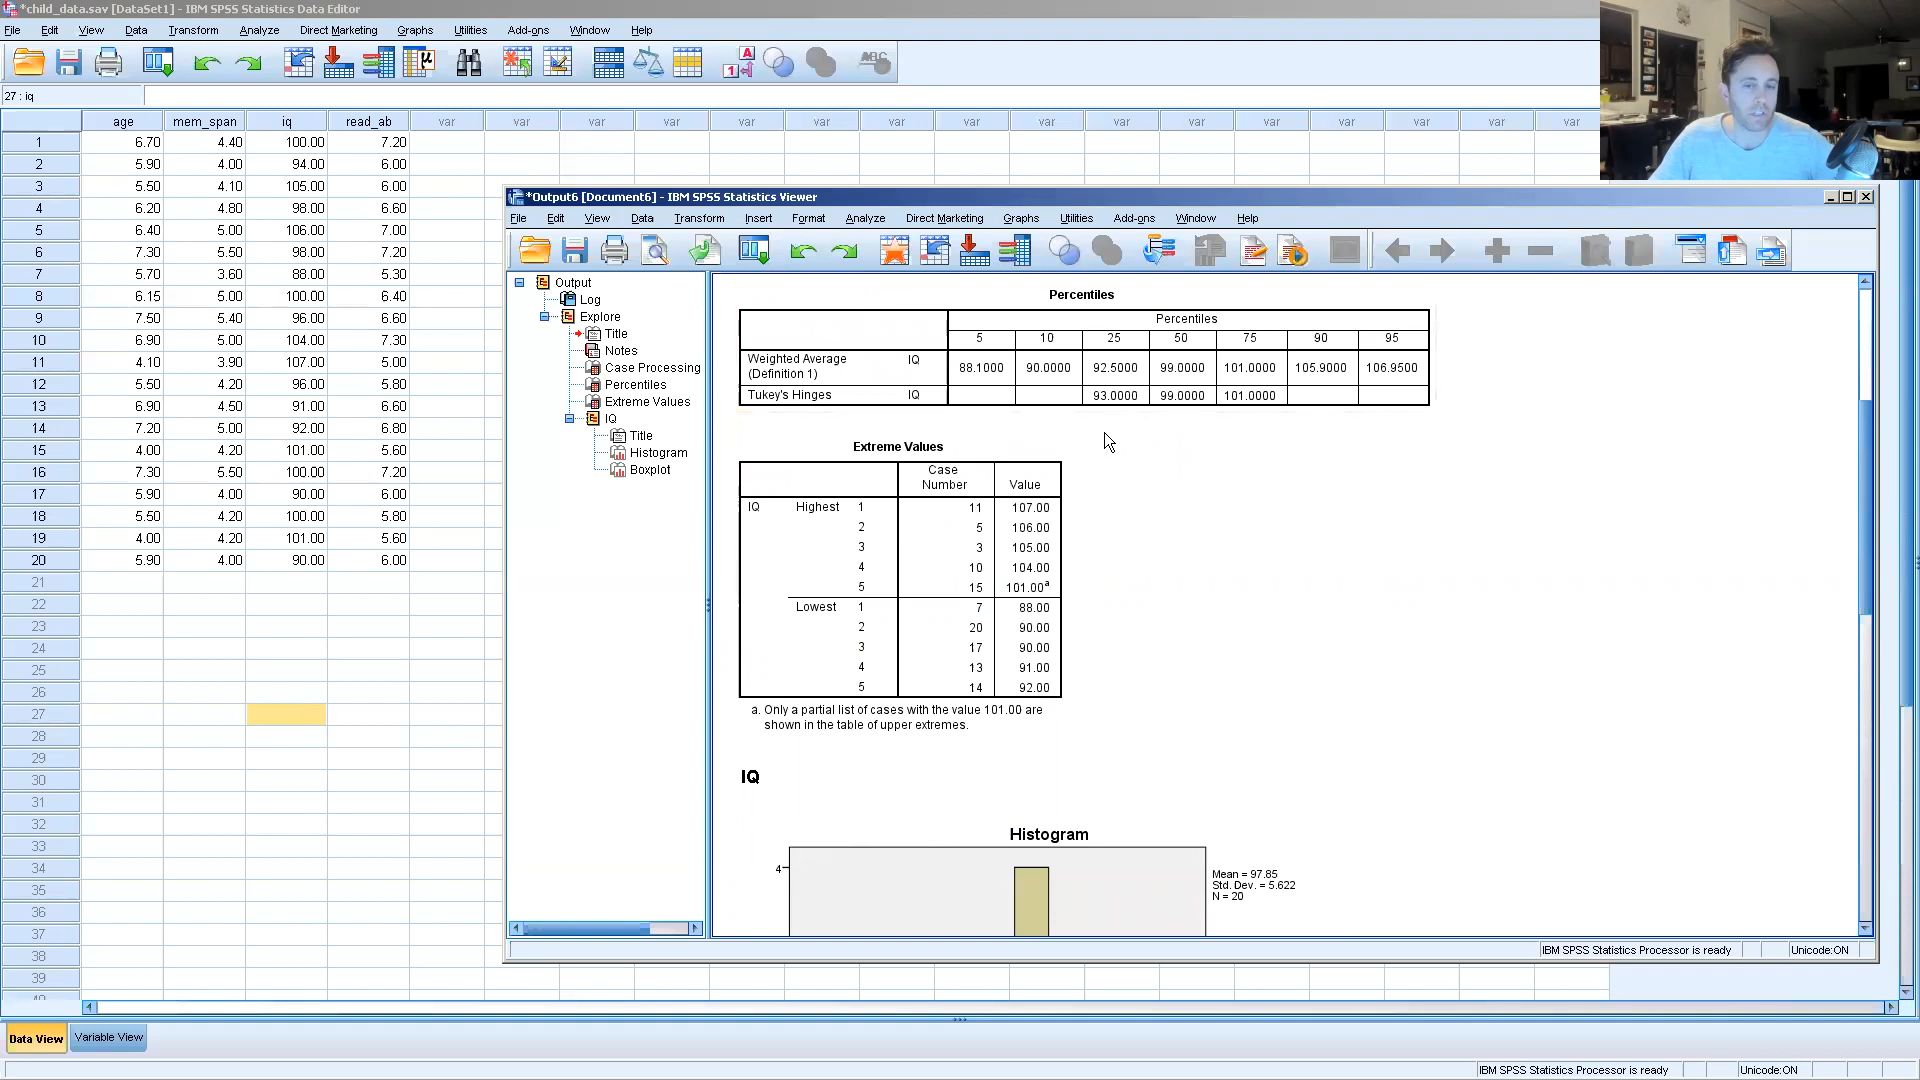 *child_data.sav [DataSet1] - IBM SPSS Statistics Data Editor
File Edit View Data Transform Analyze Direct Marketing Graphs Utilities Add-ons Window Help
27 : iq
age mem_span iq read_ab var var var var var var var var var var var var var var var
1 6.70 4.40 100.00 7.20
2 5.90 4.00 94.00 6.00
3 5.50 4.10 105.00 6.00
4 6.20 4.80 98.00 6.60
5 6.40 5.00 106.00 7.00
6 7.30 5.50 98.00 7.20
7 5.70 3.60 88.00 5.30
8 6.15 5.00 100.00 6.40
9 7.50 5.40 96.00 6.60
10 6.90 5.00 104.00 7.30
11 4.10 3.90 107.00 5.00
12 5.50 4.20 96.00 5.80
13 6.90 4.50 91.00 6.60
14 7.20 5.00 92.00 6.80
15 4.00 4.20 101.00 5.60
16 7.30 5.50 100.00 7.20
17 5.90 4.00 90.00 6.00
18 5.50 4.20 100.00 5.80
19 4.00 4.20 101.00 5.60
20 5.90 4.00 90.00 6.00
21
22
23
24
25
26
27
28
29
30
31
32
33
34
35
36
37
38
39
*Output6 [Document6] - IBM SPSS Statistics Viewer
File Edit View Data Transform Insert Format Analyze Direct Marketing Graphs Utilities Add-ons Window Help
Output
Log
Explore
Title
Notes
Case Processing
Percentiles
Extreme Values
IQ
Title
Histogram
Boxplot
Percentiles
Percentiles
5 10 25 50 75 90 95
Weighted Average
(Definition 1)
IQ 88.1000 90.0000 92.5000 99.0000 101.0000 105.9000 106.9500
Tukey's Hinges IQ 93.0000 99.0000 101.0000
Extreme Values
Case
Number Value
IQ Highest 1 11 107.00
2 5 106.00
3 3 105.00
4 10 104.00
5 15 101.00a
Lowest 1 7 88.00
2 20 90.00
3 17 90.00
4 13 91.00
5 14 92.00
a. Only a partial list of cases with the value 101.00 are
shown in the table of upper extremes.
IQ
Histogram
4
Mean = 97.85
Std. Dev. = 5.622
N = 20
IBM SPSS Statistics Processor is ready Unicode:ON
Data View Variable View
IBM SPSS Statistics Processor is ready Unicode:ON